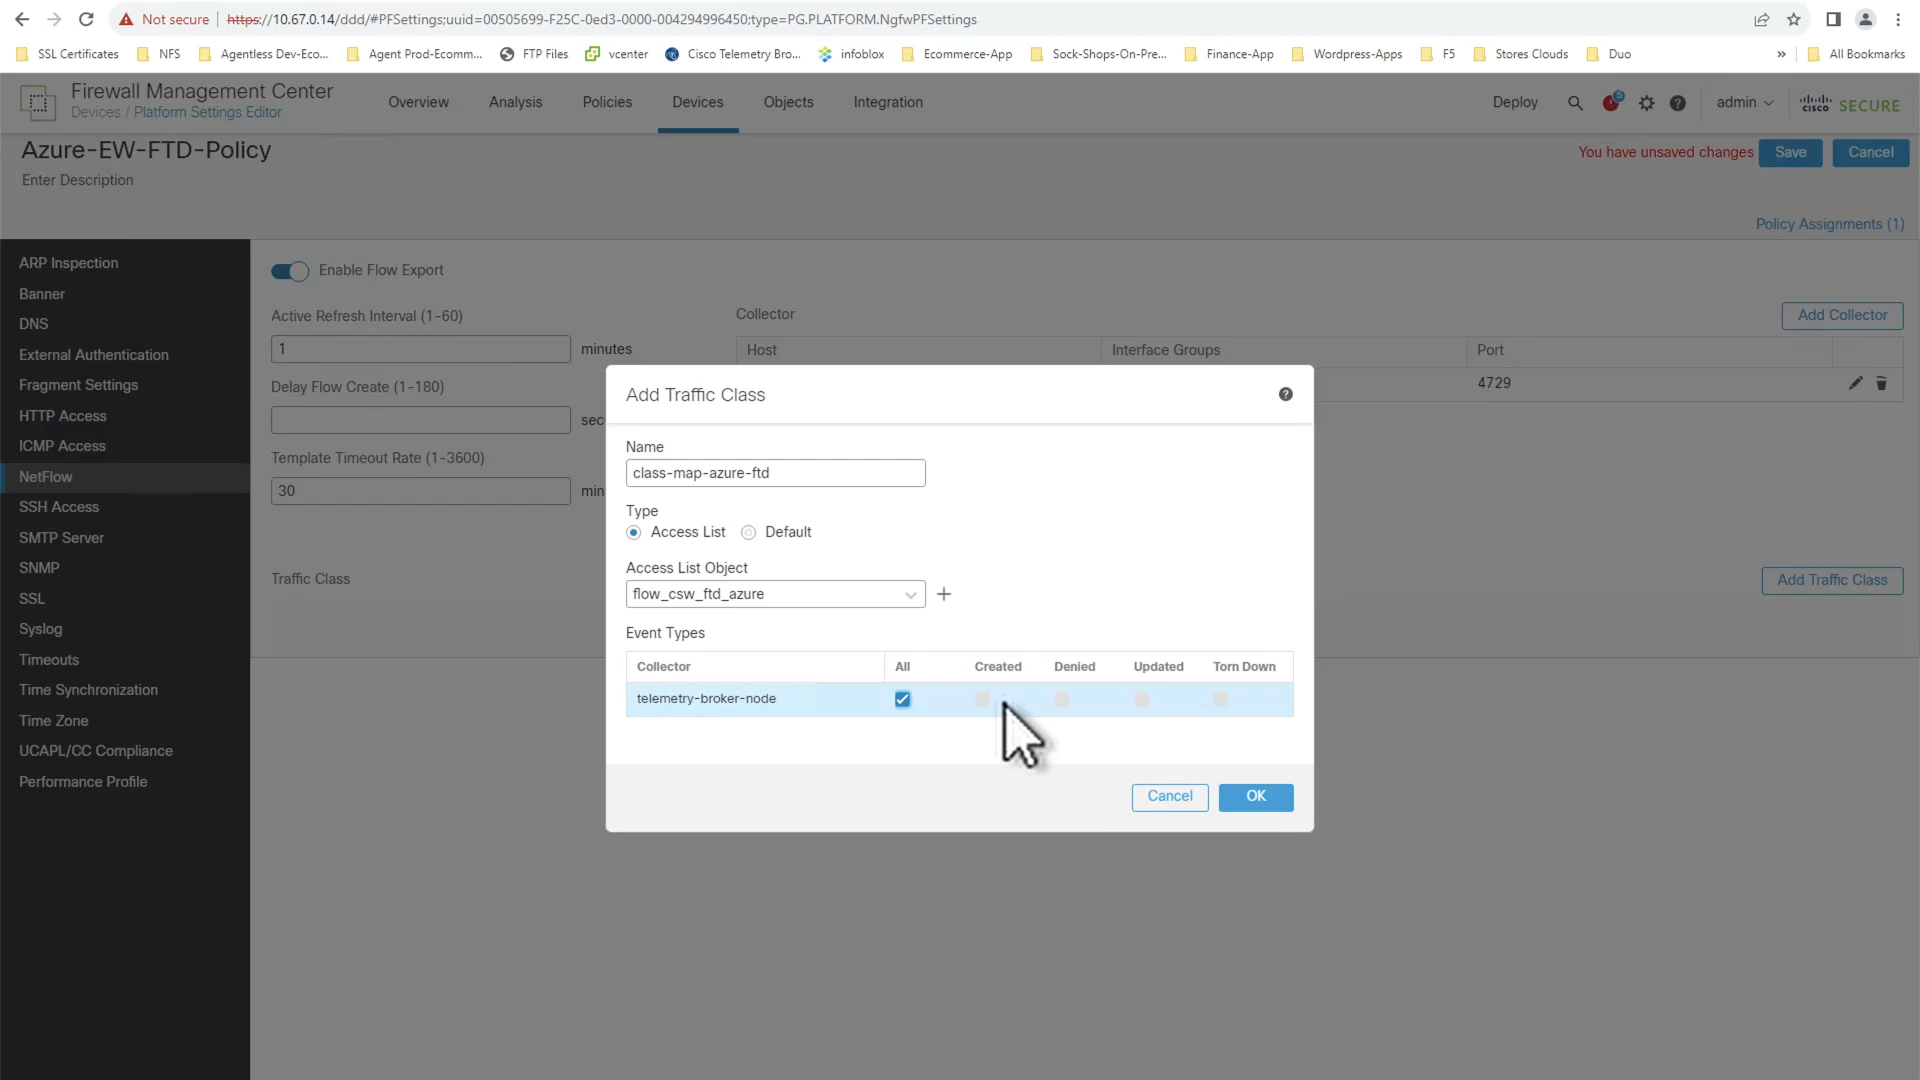 Not secure
https://10.67.0.14/ddd/#PFSettings;uuid=00505699-F25C-0ed3-0000-004294996450;type=PG.PLATFORM.NgfwPFSettings
SSL Certificates
NFS
Agentless Dev-Eco...
Agent Prod-Ecomm...
FTP Files
vcenter
Cisco Telemetry Bro...
infoblox
Ecommerce-App
Sock-Shops-On-Pre...
Finance-App
Wordpress-Apps
F5
Stores Clouds
Duo
»
All Bookmarks
Firewall Management Center
Devices / Platform Settings Editor
Overview
Analysis
Policies
Devices
Objects
Integration
Deploy
5
admin
cisco SECURE
Azure-EW-FTD-Policy
Enter Description
You have unsaved changes
Save
Cancel
Policy Assignments (1)
ARP Inspection
Banner
DNS
External Authentication
Fragment Settings
HTTP Access
ICMP Access
NetFlow
SSH Access
SMTP Server
SNMP
SSL
Syslog
Timeouts
Time Synchronization
Time Zone
UCAPL/CC Compliance
Performance Profile
Enable Flow Export
Active Refresh Interval (1-60)
1 minutes
Delay Flow Create (1-180)
sec
Template Timeout Rate (1-3600)
30 min
Collector
Add Collector
Host
Interface Groups
Port
4729
Traffic Class
Add Traffic Class
Add Traffic Class
Name
class-map-azure-ftd
Type
Access List
Default
Access List Object
flow_csw_ftd_azure
Event Types
Collector
All
Created
Denied
Updated
Torn Down
telemetry-broker-node
Cancel
OK